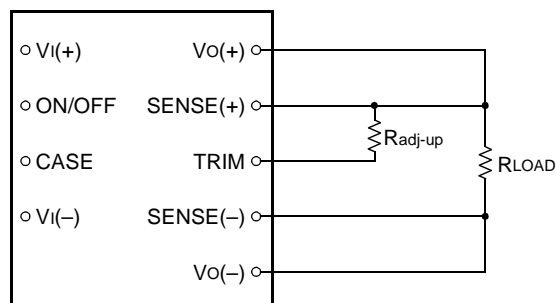 VI(+) VO(+)
ON/OFF SENSE(+)
Radj-up
CASE TRIM
RLOAD
VI(–) SENSE(–)
VO(–)